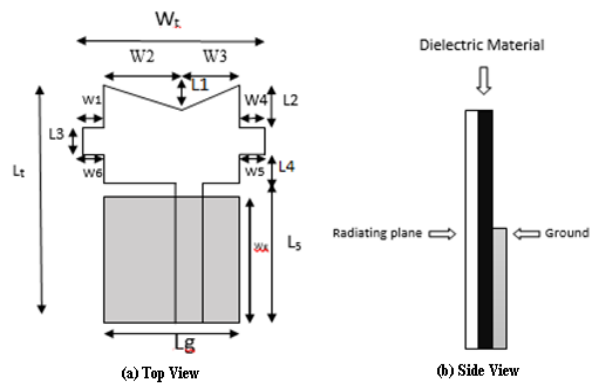 Wt
W2 W3
L1
W1 W4 L2
L3
W6 W5 L4
Lt
L5
Lg
(a) Top View
Dielectric Material
Radiating plane Ground
(b) Side View